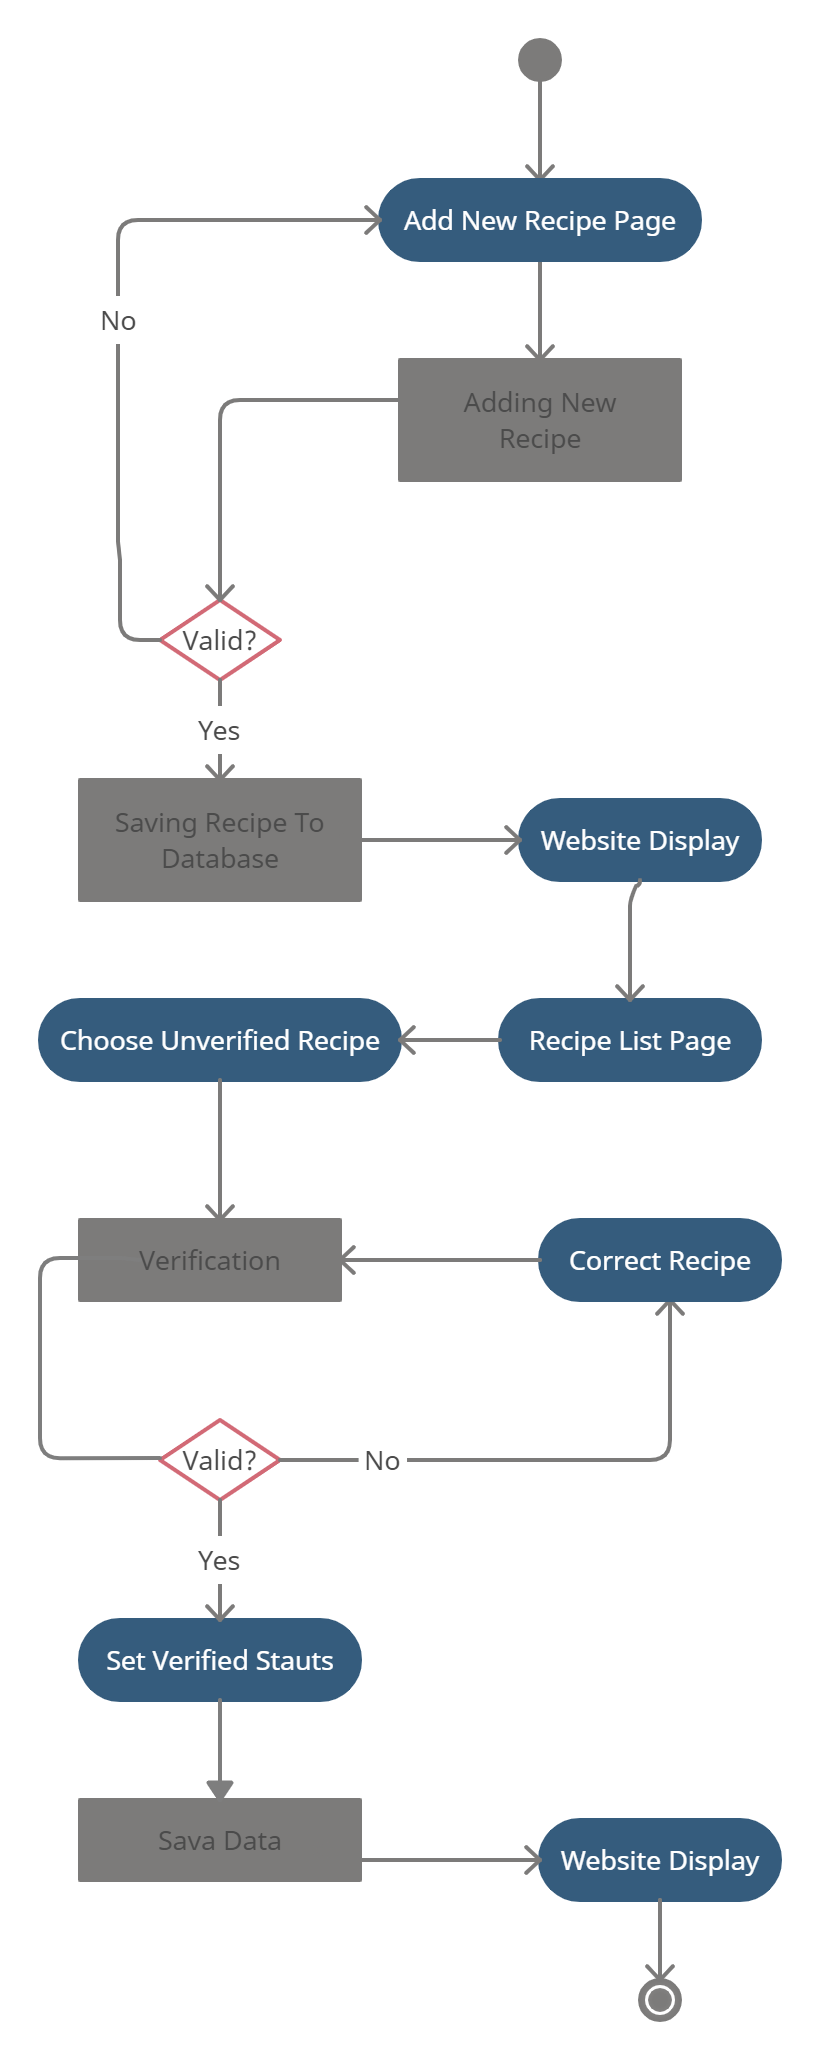 Add New Recipe Page
No
Adding New
Recipe
Valid?
Yes
Saving Recipe To
Database
Website Display
Choose Unverified Recipe
Recipe List Page
Verification
Correct Recipe
Valid?
No
Yes
Set Verified Stauts
Sava Data
Website Display